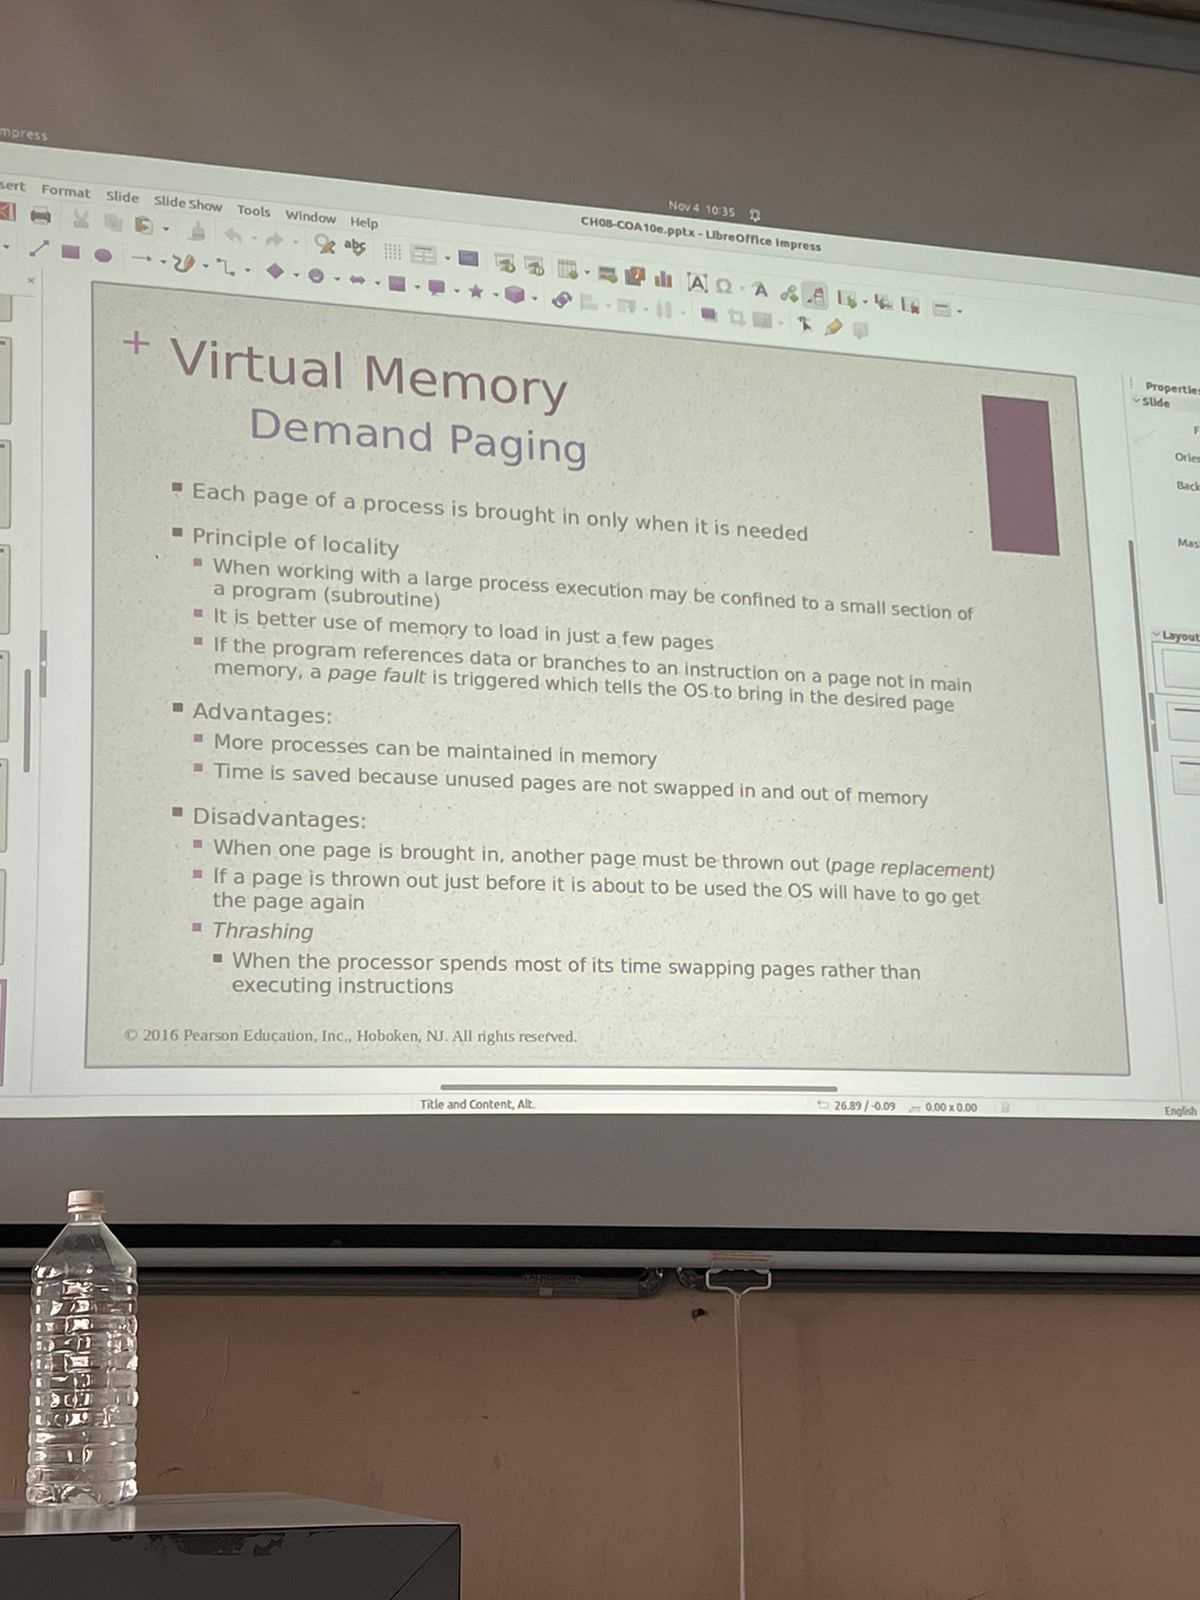 mpress
Nov 4 10:35
CH08-COA10e.pptx - LibreOffice Impress
sert Format Slide Slide Show Tools Window Help
+ Virtual Memory
Demand Paging
Each page of a process is brought in only when it is needed
Principle of locality
When working with a large process execution may be confined to a small section of
a program (subroutine)
It is better use of memory to load in just a few pages
If the program references data or branches to an instruction on a page not in main
memory, a page fault is triggered which tells the OS to bring in the desired page
Advantages:
More processes can be maintained in memory
Time is saved because unused pages are not swapped in and out of memory
Disadvantages:
When one page is brought in, another page must be thrown out (page replacement)
If a page is thrown out just before it is about to be used the OS will have to go get
the page again
Thrashing
When the processor spends most of its time swapping pages rather than
executing instructions
© 2016 Pearson Education, Inc., Hoboken, NJ. All rights reserved.
Properties
Slide
F
Orien
Back
Mas
Layout
Title and Content, Alt.
26.89 / -0.09
0.00 x 0.00
English